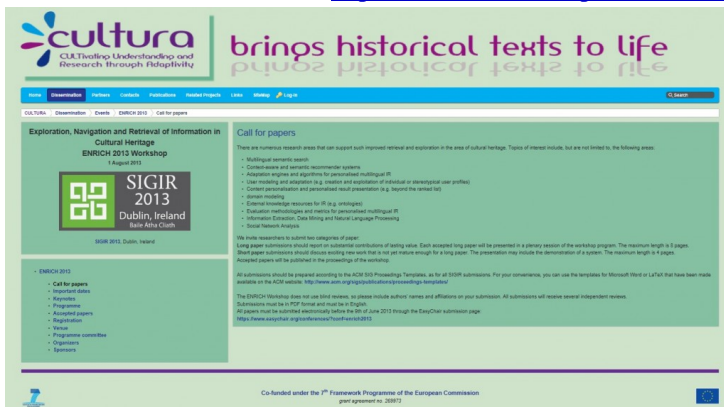 cultura
CULTivating Understanding and
Research through Adaptivity
brings historical texts to life
Home Dissemination Partners Contacts Publications Related Projects Links Log-in
Search
CULTURA Dissemination Events ENRICH 2013 Call for papers
Exploration, Navigation and Retrieval of Information in
Cultural Heritage
ENRICH 2013 Workshop
1 August 2013
SIGIR
2013
Dublin, Ireland
Baile Átha Cliath
SIGIR 2013, Dublin, Ireland
ENRICH 2013
Call for papers
Important dates
Keynotes
Programme
Accepted papers
Registration
Venue
Programme committee
Organizers
Sponsors
Call for papers
There are numerous research areas that can support such improved retrieval and exploration in the area of cultural heritage. Topics of interest include, but are not limited to, the following areas:
Multilingual semantic search
Context-aware and semantic recommender systems
Adaptation engines and algorithms for personalised multilingual IR
User modeling and adaptation (e.g. creation and exploitation of individual or stereotypical user profiles)
Content personalisation and personalised result presentation (e.g. beyond the ranked list)
domain modeling
External knowledge resources for IR (e.g. ontologies)
Evaluation methodologies and metrics for personalised multilingual IR
Information Extraction, Data Mining and Natural Language Processing
Social Network Analysis
We invite researchers to submit two categories of paper:
Long paper submissions should report on substantial contributions of lasting value. Each accepted long paper will be presented in a plenary session of the workshop program. The maximum length is 8 pages.
Short paper submissions should discuss existing new work that is not yet mature enough for a long paper. The presentation may include the demonstration of a system. The maximum length is 4 pages.
Accepted papers will be published in the proceedings of the workshop.
All submissions should be prepared according to the ACM SIG Proceedings Templates, as for all SIGIR submissions. For your convenience, you can use the templates for Microsoft Word or LaTeX that have been made
available on the ACM website: http://www.acm.org/sigs/publications/proceedings-templates/
The ENRICH Workshop does not use blind reviews, so please include authors' names and affiliations on your submission. All submissions will receive several independent reviews.
Submissions must be in PDF format and must be in English.
All papers must be submitted electronically before the 9th of June 2013 through the EasyChair submission page:
https://www.easychair.org/conferences/?conf=enrich2013
Co-funded under the 7th Framework Programme of the European Commission
grant agreement no. 269973